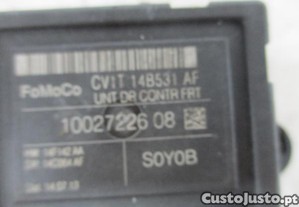 FoMoCo
CV1T 14B531 AF
UNT DR CONTR FRT
10027226 08
S0Y0B
CustoJusto.pt